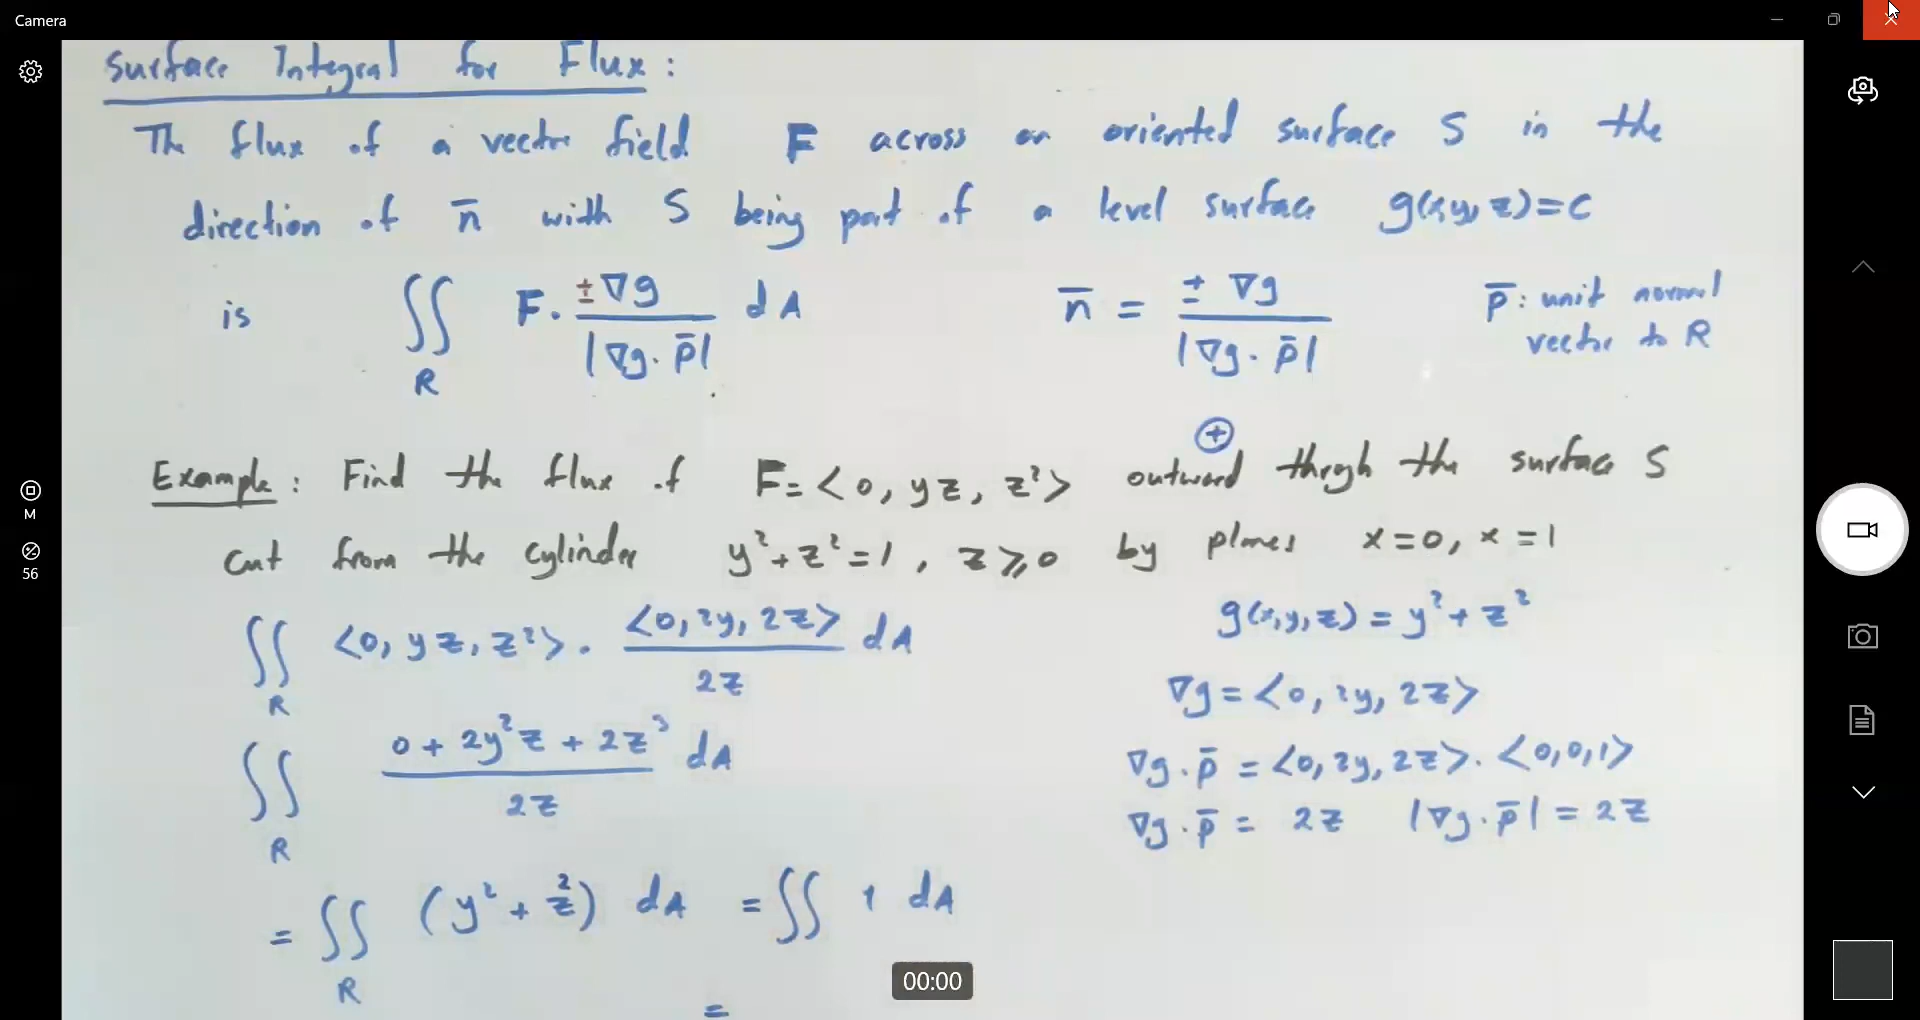 Camera
Surface Integral for Flux:
The flux of a vector field F across an oriented surface S in the
direction of n̄ with S being part of a level surface g(x,y,z)=c
is ∬_R F · ±∇g / |∇g · p̄| dA    n̄ = ±∇g / |∇g · p̄|    p̄: unit normal
vector to R
⊕
Example: Find the flux of F=<0, yz, z²> outward through the surface S
cut from the cylinder y²+z²=1, z≥0 by planes x=0, x=1
∬_R <0, yz, z²> · <0, 2y, 2z> / 2z dA    g(x,y,z) = y²+z²
∇g = <0, 2y, 2z>
∬_R (0 + 2y²z + 2z³) / 2z dA    ∇g · p̄ = <0, 2y, 2z> · <0,0,1>
∇g · p̄ = 2z    |∇g · p̄| = 2z
= ∬_R (y² + z²) dA = ∬ 1 dA
=
M
56
00:00